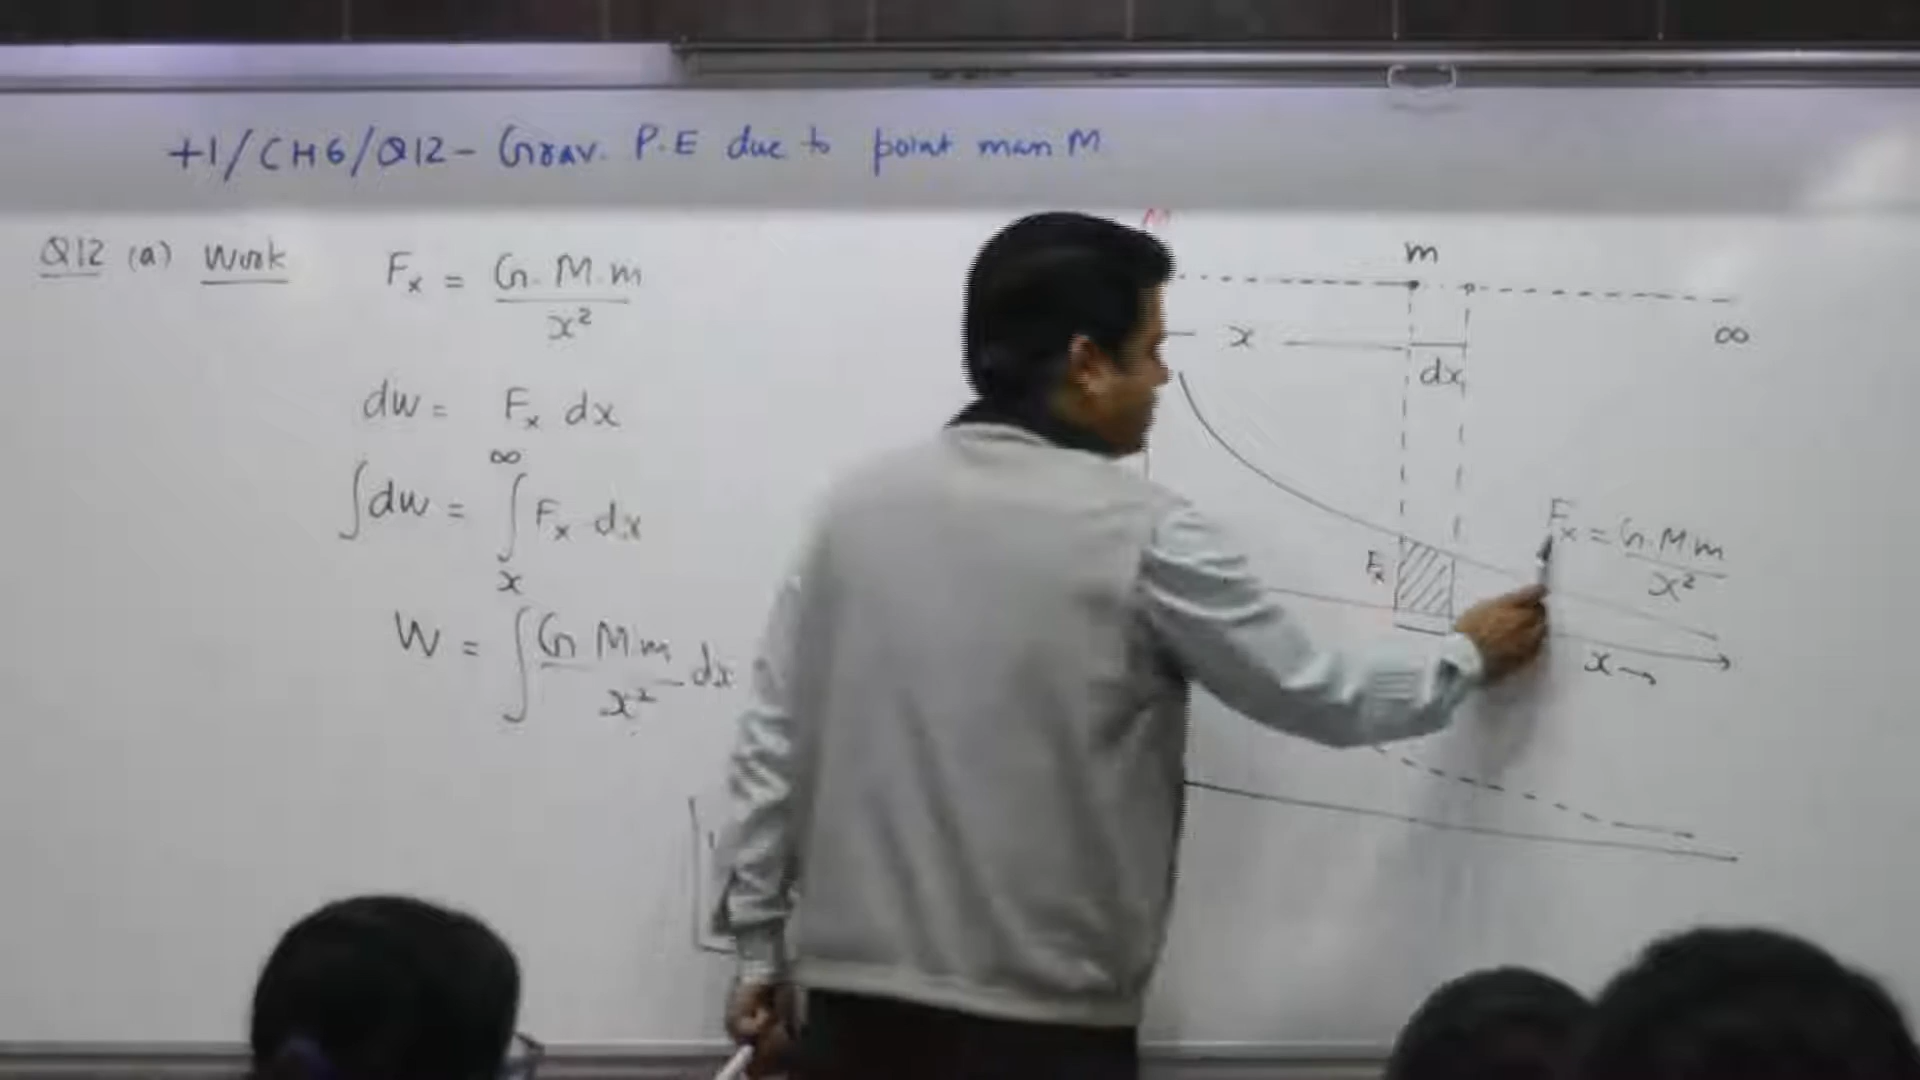 +1/CH6/Q12- Grav. P.E due to point mass M
Q12 (a) Work
Fx = G.M.m
x²
dw = Fx dx
∞
∫dw = ∫Fx dx
x
W = ∫G M m dx
x²
M
m
∞
x
dx
Fx
Fx = G.M.m
x²
x→